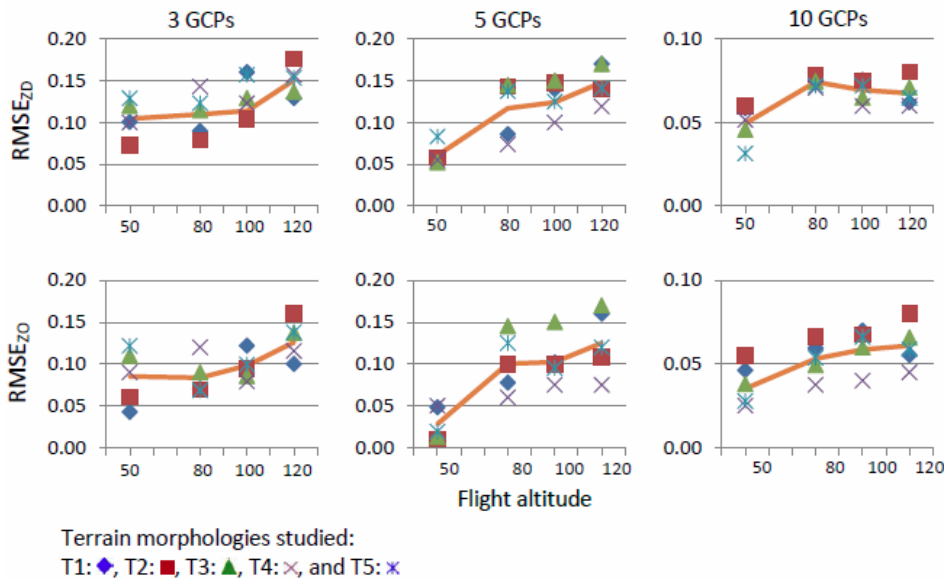 3 GCPs 5 GCPs 10 GCPs
RMSE_ZD
0.20 0.20 0.10
0.15 0.15
0.10 0.10 0.05
0.05 0.05
0.00 0.00 0.00
50 80 100 120 50 80 100 120 50 80 100 120
RMSE_ZO
0.20 0.20 0.10
0.15 0.15
0.10 0.10 0.05
0.05 0.05
0.00 0.00 0.00
50 80 100 120 50 80 100 120 50 80 100 120
Flight altitude
Terrain morphologies studied:
T1: ◆, T2: ■, T3: ▲, T4: ×, and T5: ✳